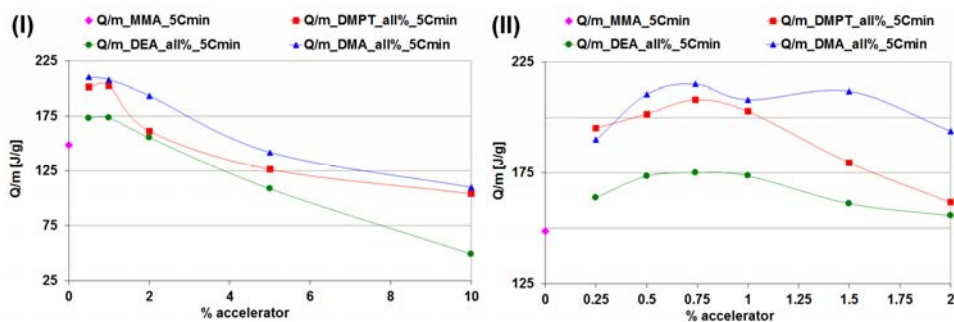 (I)
Q/m_MMA_5Cmin
Q/m_DMPT_all%_5Cmin
Q/m_DEA_all%_5Cmin
Q/m_DMA_all%_5Cmin
225
175
125
75
25
Q/m [J/g]
0 2 4 6 8 10
% accelerator
(II)
Q/m_MMA_5Cmin
Q/m_DMPT_all%_5Cmin
Q/m_DEA_all%_5Cmin
Q/m_DMA_all%_5Cmin
225
175
125
Q/m [J/g]
0 0.25 0.5 0.75 1 1.25 1.5 1.75 2
% accelerator